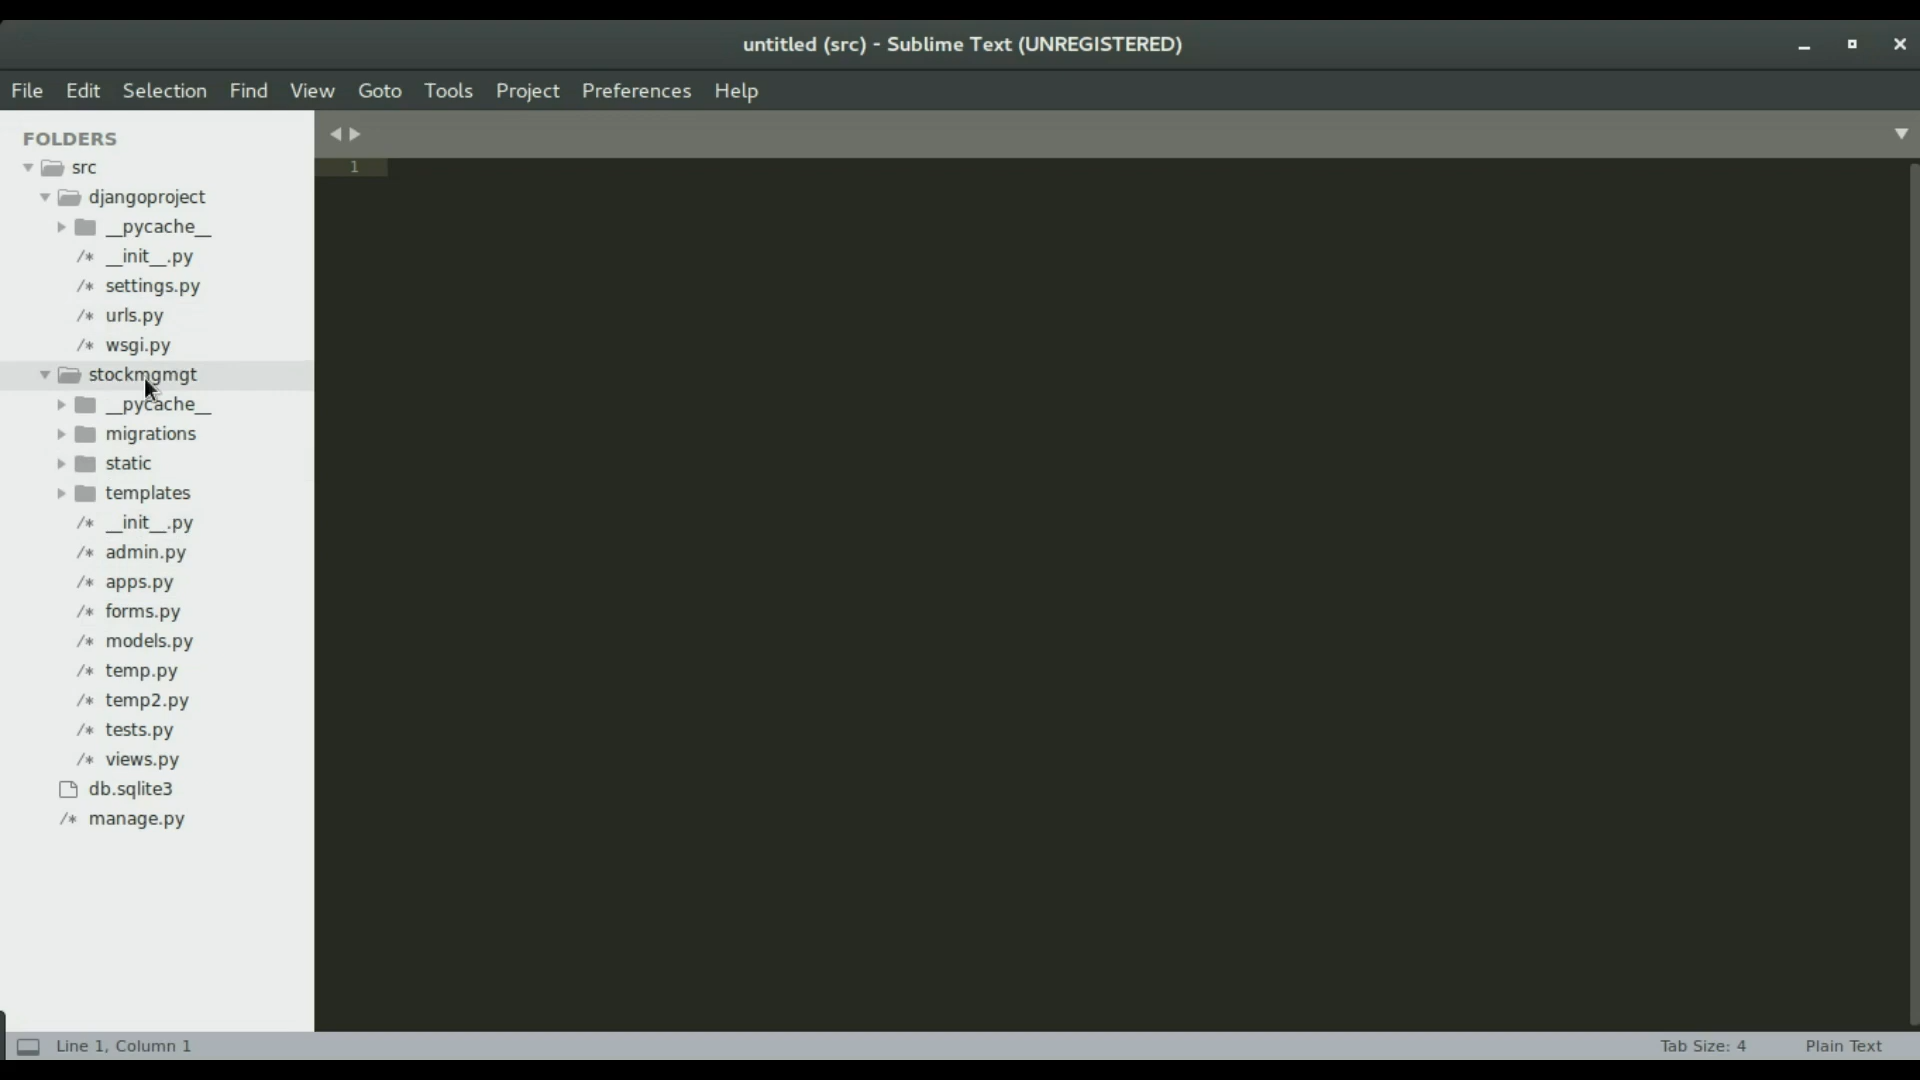 untitled (src) - Sublime Text (UNREGISTERED)
File Edit Selection Find View Goto Tools Project Preferences Help
FOLDERS
src
djangoproject
__pycache__
/* __init__.py
/* settings.py
/* urls.py
/* wsgi.py
stockmgmgt
__pycache__
migrations
static
templates
/* __init__.py
/* admin.py
/* apps.py
/* forms.py
/* models.py
/* temp.py
/* temp2.py
/* tests.py
/* views.py
db.sqlite3
/* manage.py
1
Line 1, Column 1
Tab Size: 4
Plain Text